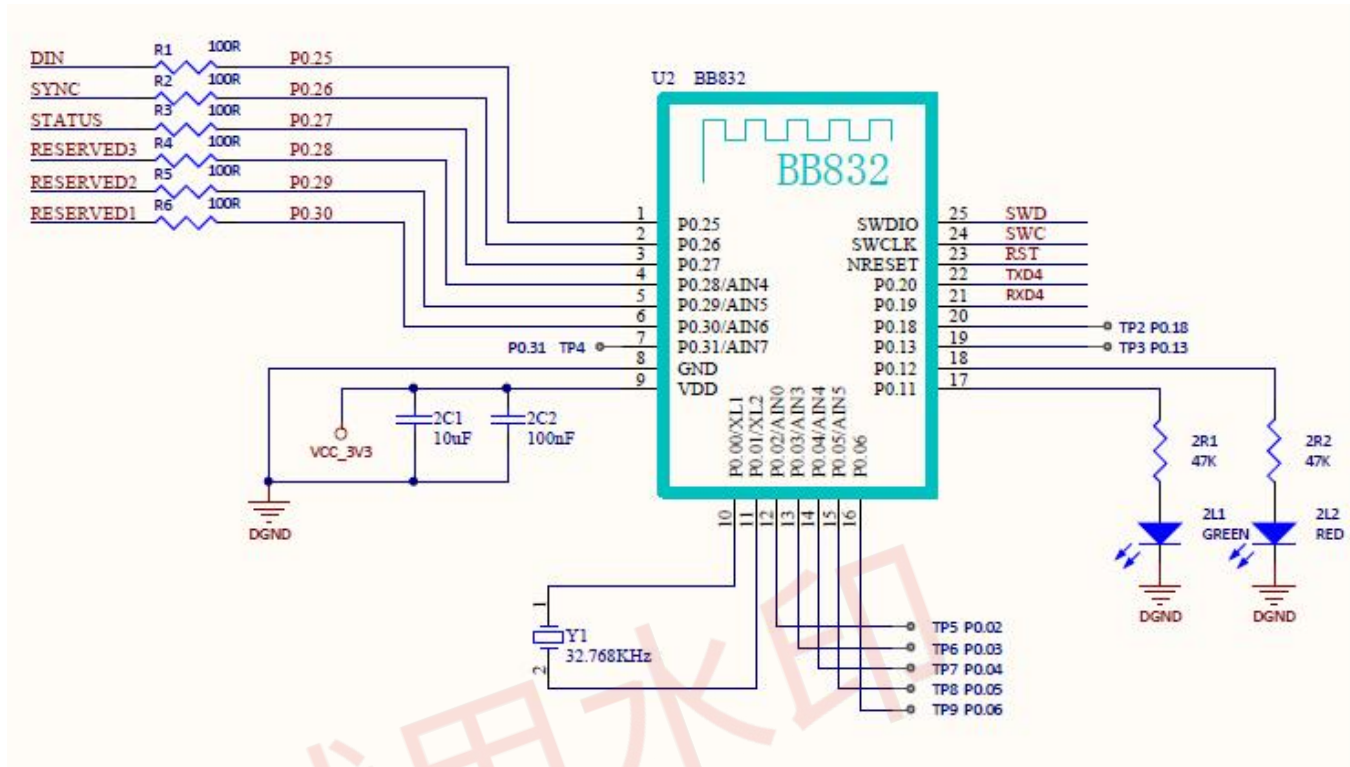 DIN R1 100R P0.25
SYNC R2 100R P0.26
STATUS R3 100R P0.27
RESERVED3 R4 100R P0.28
RESERVED2 R5 100R P0.29
RESERVED1 R6 100R P0.30
U2 BB832
BB832
1 P0.25
2 P0.26
3 P0.27
4 P0.28/AIN4
5 P0.29/AIN5
6 P0.30/AIN6
P0.31 TP4 7 P0.31/AIN7
8 GND
9 VDD
SWDIO 25 SWD
SWCLK 24 SWC
NRESET 23 RST
P0.20 22 TXD4
P0.19 21 RXD4
P0.18 20 TP2 P0.18
P0.13 19 TP3 P0.13
P0.12 18
P0.11 17
P0.00/XL1 10
P0.01/XL2 11
P0.02/AIN0 12
P0.03/AIN3 13
P0.04/AIN4 14
P0.05/AIN5 15
P0.06 16
VCC_3V3
2C1
10uF
2C2
100nF
DGND
2R1
47K
2R2
47K
2L1
GREEN
2L2
RED
DGND
DGND
1
Y1
32.768KHz
2
TP5 P0.02
TP6 P0.03
TP7 P0.04
TP8 P0.05
TP9 P0.06
用水印